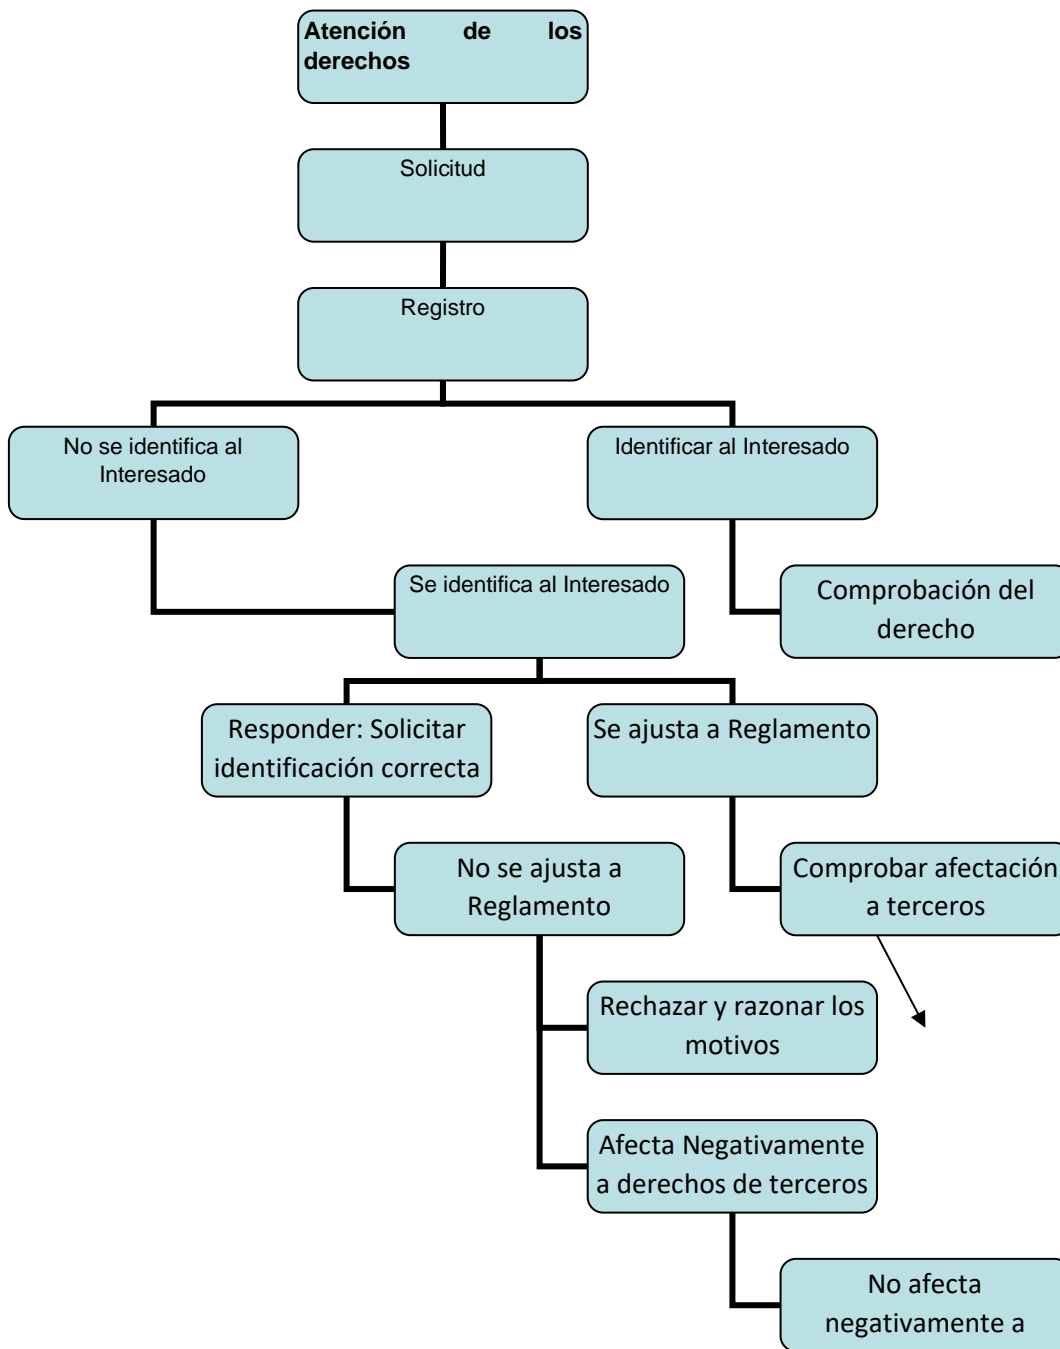 Atención de los
derechos
Solicitud
Registro
No se identifica al
Interesado
Identificar al Interesado
Se identifica al Interesado
Comprobación del
derecho
Responder: Solicitar
identificación correcta
Se ajusta a Reglamento
No se ajusta a
Reglamento
Comprobar afectación
a terceros
Rechazar y razonar los
motivos
Afecta Negativamente
a derechos de terceros
No afecta
negativamente a